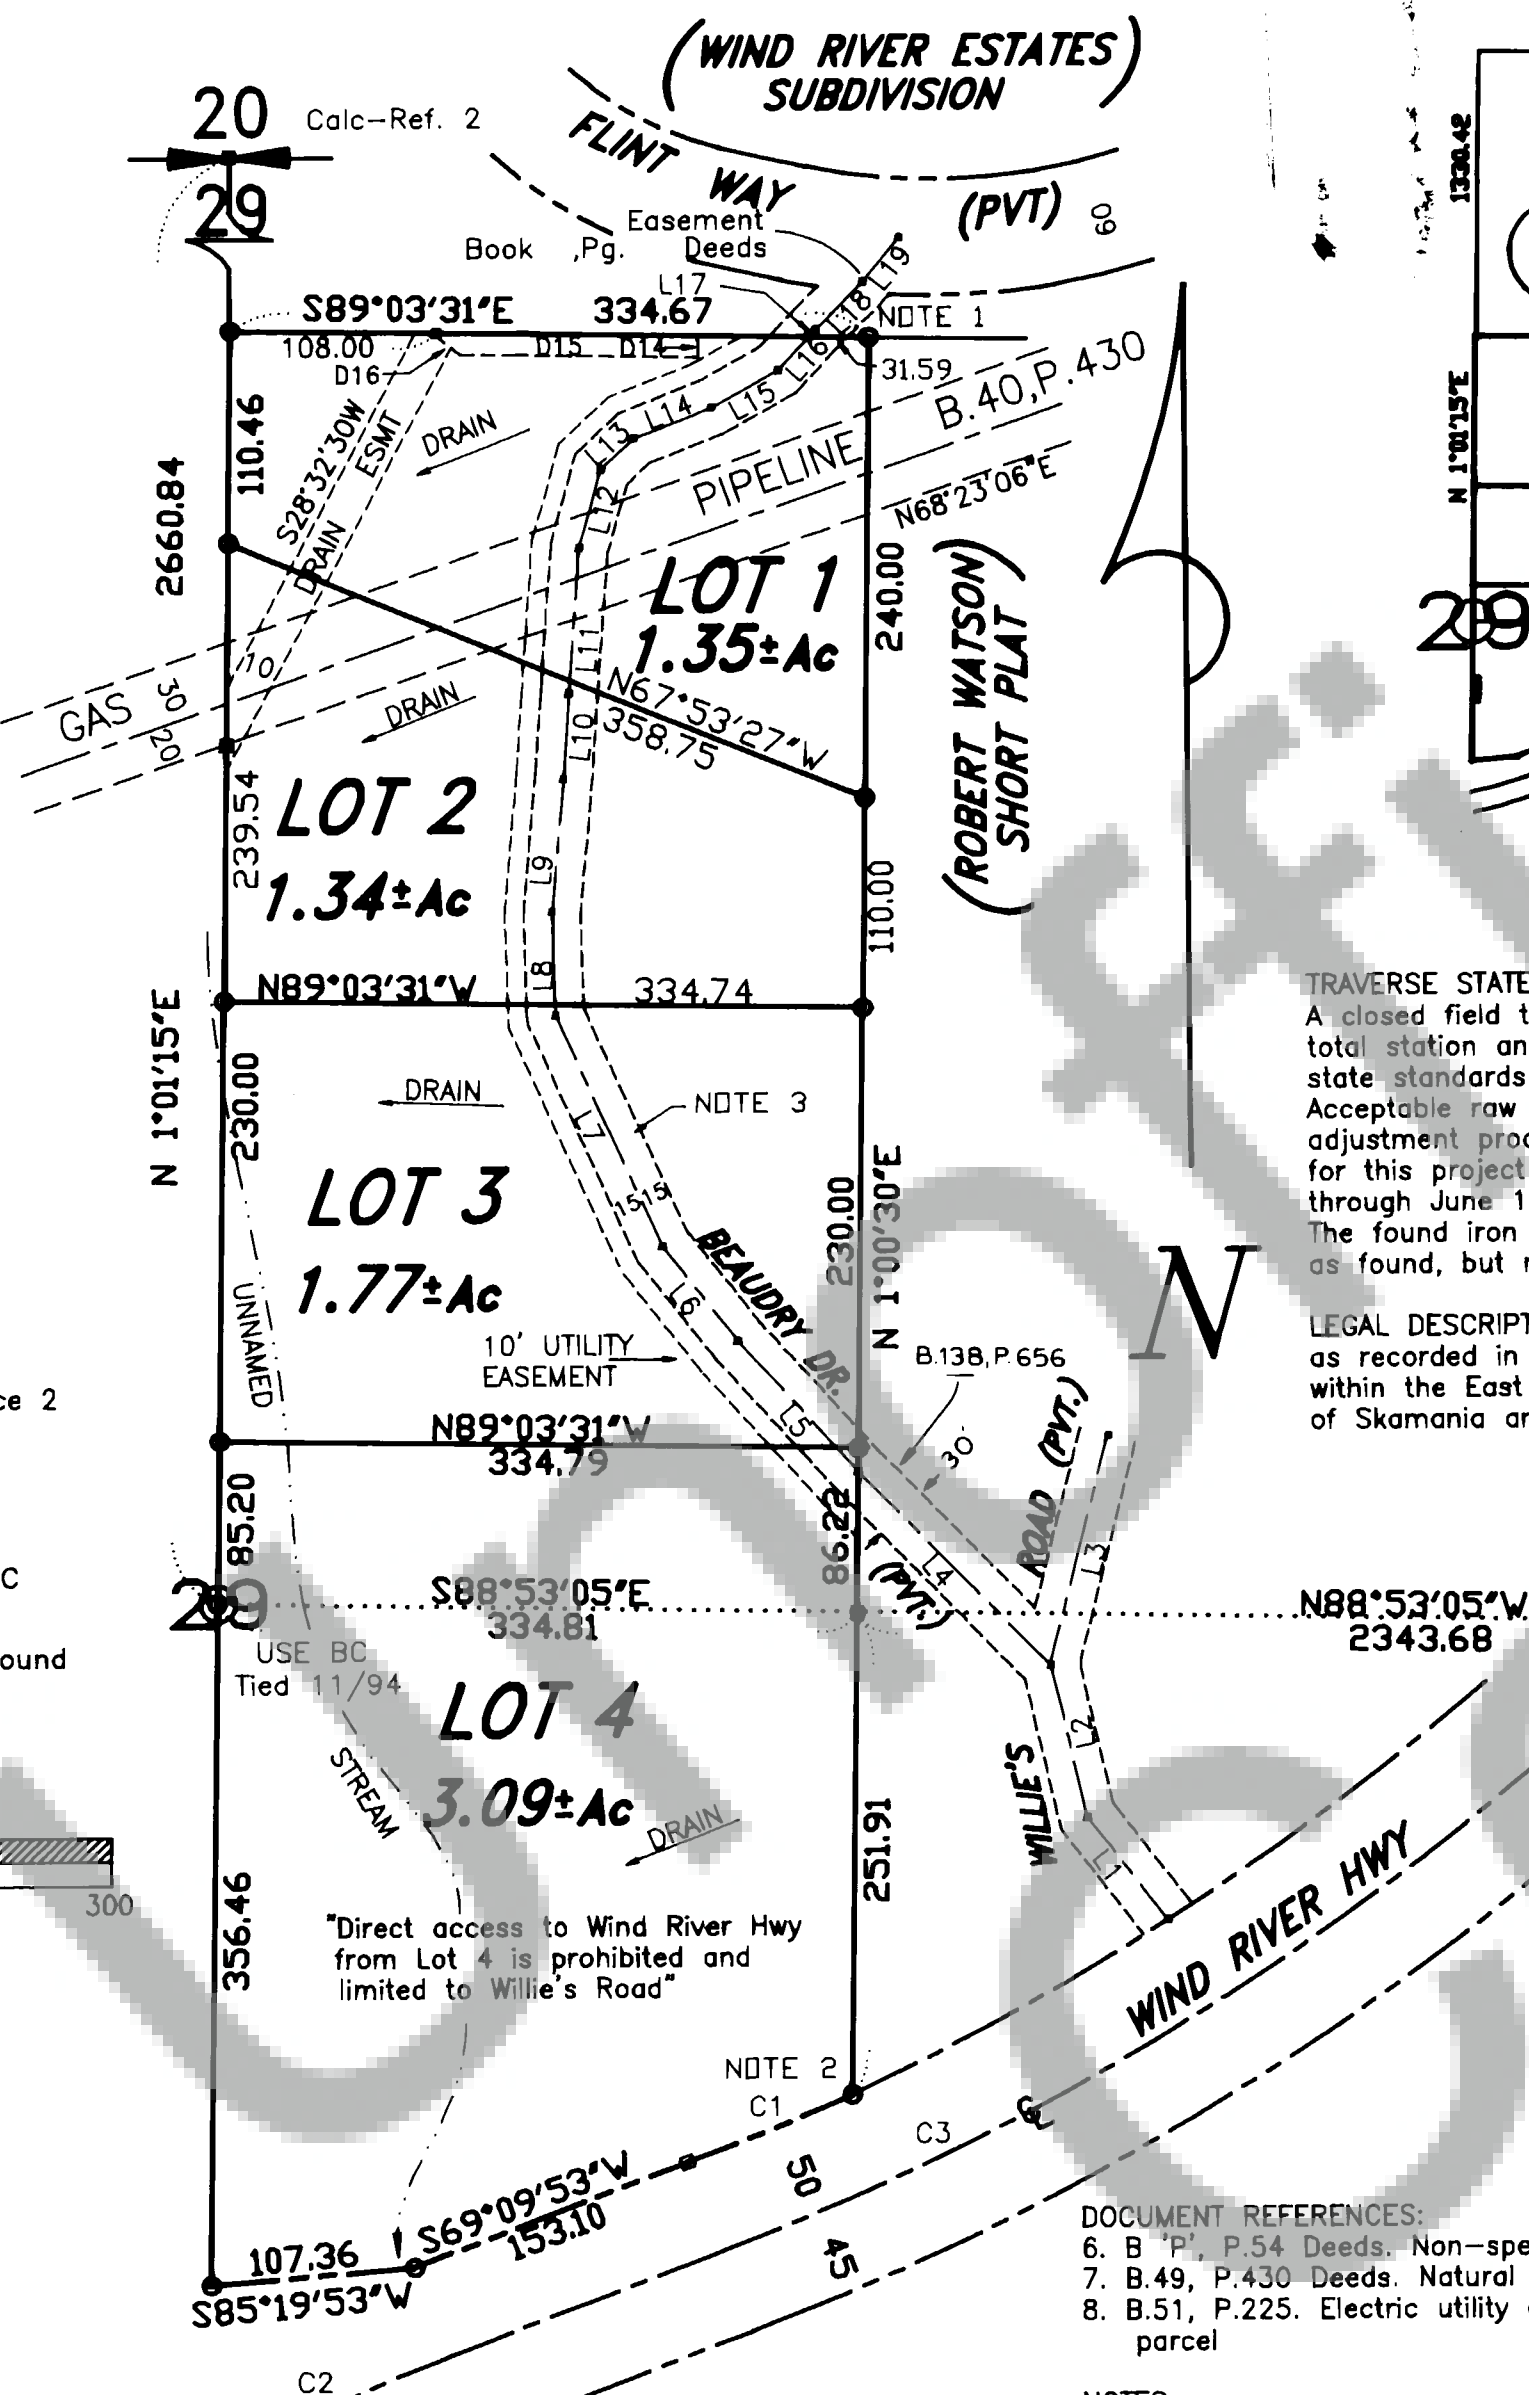 (WIND RIVER ESTATES)
SUBDIVISION
20
Calc-Ref. 2
29
FLINT WAY (PVT)
60
Easement
Book ,Pg. Deeds
L17
L18
L19
NOTE 1
S89°03'31"E 334.67
108.00
D15
D16
31.59
L16
L15
L14
L13
L12
L11
L10
L9
L8
B.40,P.430
PIPELINE
N68°23'06"E
110.46
2660.84
S28°32'30W
DRAIN ESMT
DRAIN
LOT 1
1.35±Ac
240.00
(ROBERT WATSON)
(SHORT PLAT)
N67°53'27"W
358.75
GAS
10
30
20
DRAIN
LOT 2
1.34±Ac
239.54
110.00
N89°03'31"W 334.74
N 1°01'15"E
230.00
DRAIN
NOTE 3
L7
15
15
LOT 3
1.77±Ac
230.00
N 1°00'30"E
BEAUDRY DR. (PVT.)
L6
UNNAMED
10' UTILITY
EASEMENT
L5
B.138,P.656
30'
N89°03'31"W
334.79
85.20
86.22
WILLIE'S ROAD (PVT.)
L4
L3
29
S88°53'05"E
334.81
N88°53'05"W
2343.68
USE BC
Tied 11/94
LOT 4
3.09±Ac
STREAM
DRAIN
L2
L1
356.46
251.91
"Direct access to Wind River Hwy
from Lot 4 is prohibited and
limited to Willie's Road"
WIND RIVER HWY
NOTE 2
C1
C3
50
45
S69°09'53"W
153.10
107.36
S85°19'53"W
C2
N
1330.42
N 1°01'15"E
29
ce 2
C
ound
300
TRAVERSE STATE
A closed field t
total station an
state standards
Acceptable raw
adjustment proc
for this project
through June 1
The found iron
as found, but
LEGAL DESCRIPT
as recorded in
within the East
of Skamania an
DOCUMENT REFERENCES:
6. B 'P', P.54 Deeds. Non-spe
7. B.49, P.430 Deeds. Natural
8. B.51, P.225. Electric utility
parcel